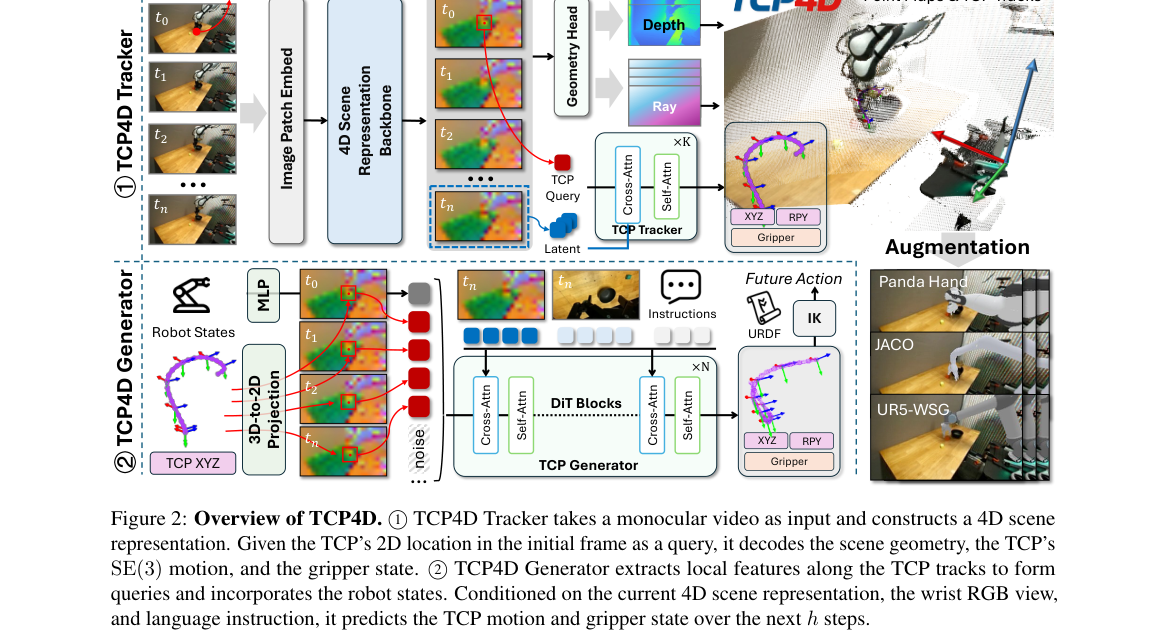 TCP4D
Point Maps & TCP Tracks
① TCP4D Tracker
t0
t1
t2
tn
Image Patch Embed
4D Scene
Representation
Backbone
t0
t1
t2
tn
Geometry Head
Depth
Ray
TCP
Query
Latent
×K
Cross-Attn
Self-Attn
TCP Tracker
XYZ
RPY
Gripper
Augmentation
Panda Hand
JACO
UR5-WSG
② TCP4D Generator
Robot States
TCP XYZ
MLP
3D-to-2D
Projection
t0
t1
t2
tn
noise
tn
tn
Instructions
×N
Cross-Attn
Self-Attn
DiT Blocks
Cross-Attn
Self-Attn
TCP Generator
Future Action
URDF
IK
XYZ
RPY
Gripper
Figure 2: Overview of TCP4D. ① TCP4D Tracker takes a monocular video as input and constructs a 4D scene
representation. Given the TCP's 2D location in the initial frame as a query, it decodes the scene geometry, the TCP's
SE(3) motion, and the gripper state. ② TCP4D Generator extracts local features along the TCP tracks to form
queries and incorporates the robot states. Conditioned on the current 4D scene representation, the wrist RGB view,
and language instruction, it predicts the TCP motion and gripper state over the next h steps.